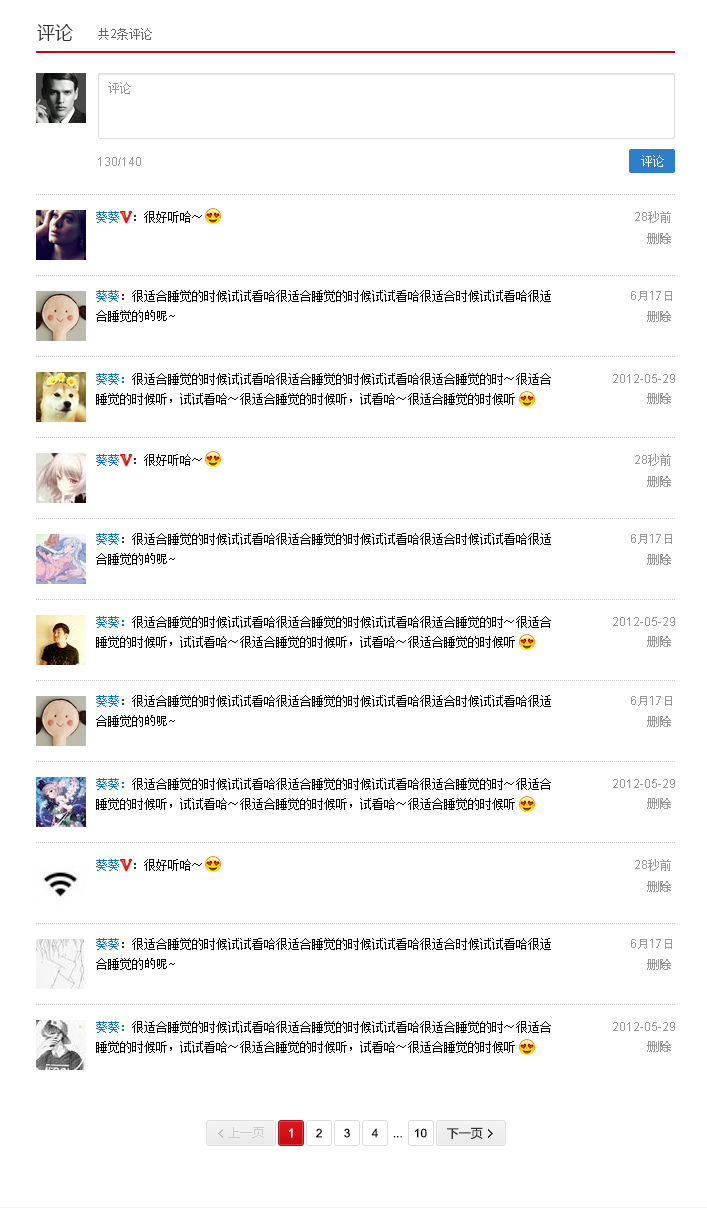 评论 共2条评论
评论
130/140 评论
葵葵V：很好听哈～ 28秒前
删除
葵葵：很适合睡觉的时候试试看哈很适合睡觉的时候试试看哈很适合时候试试看哈很适 6月17日
合睡觉的的呢~ 删除
葵葵：很适合睡觉的时候试试看哈很适合睡觉的时候试试看哈很适合睡觉的时～很适合 2012-05-29
睡觉的时候听，试试看哈～很适合睡觉的时候听，试看哈～很适合睡觉的时候听 删除
葵葵V：很好听哈～ 28秒前
删除
葵葵：很适合睡觉的时候试试看哈很适合睡觉的时候试试看哈很适合时候试试看哈很适 6月17日
合睡觉的的呢~ 删除
葵葵：很适合睡觉的时候试试看哈很适合睡觉的时候试试看哈很适合睡觉的时～很适合 2012-05-29
睡觉的时候听，试试看哈～很适合睡觉的时候听，试看哈～很适合睡觉的时候听 删除
葵葵：很适合睡觉的时候试试看哈很适合睡觉的时候试试看哈很适合时候试试看哈很适 6月17日
合睡觉的的呢~ 删除
葵葵：很适合睡觉的时候试试看哈很适合睡觉的时候试试看哈很适合睡觉的时～很适合 2012-05-29
睡觉的时候听，试试看哈～很适合睡觉的时候听，试看哈～很适合睡觉的时候听 删除
葵葵V：很好听哈～ 28秒前
删除
葵葵：很适合睡觉的时候试试看哈很适合睡觉的时候试试看哈很适合时候试试看哈很适 6月17日
合睡觉的的呢~ 删除
葵葵：很适合睡觉的时候试试看哈很适合睡觉的时候试试看哈很适合睡觉的时～很适合 2012-05-29
睡觉的时候听，试试看哈～很适合睡觉的时候听，试看哈～很适合睡觉的时候听 删除
< 上一页 1 2 3 4 ... 10 下一页 >